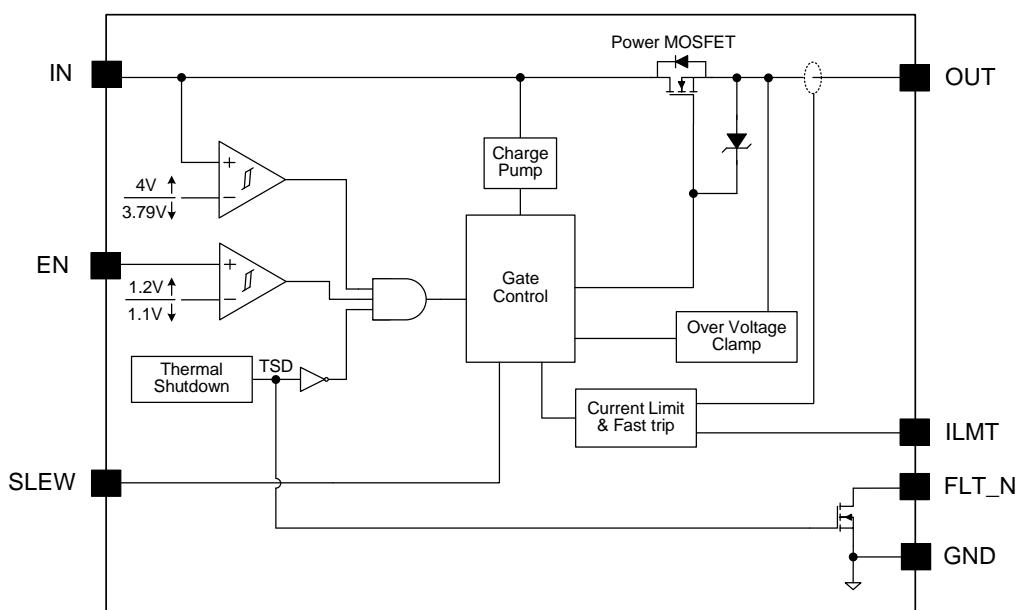 Power MOSFET
IN
OUT
Charge
Pump
+
−
4V
3.79V
EN
+
−
1.2V
1.1V
Gate
Control
Over Voltage
Clamp
Thermal
Shutdown
TSD
Current Limit
& Fast trip
ILMT
SLEW
FLT_N
GND